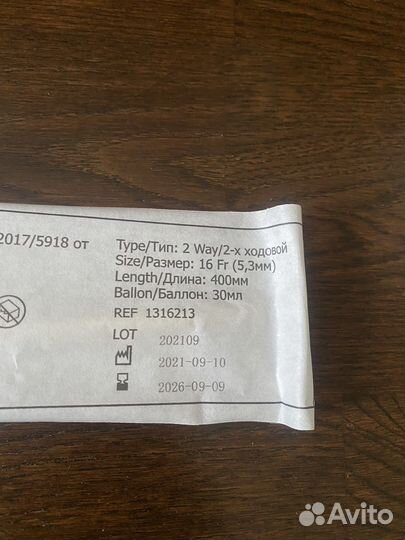 2017/5918 от
Type/Тип: 2 Way/2-х ходовой
Size/Размер: 16 Fr (5,3мм)
Length/Длина: 400мм
Ballon/Баллон: 30мл
REF 1316213
LOT 202109
2021-09-10
2026-09-09
Avito